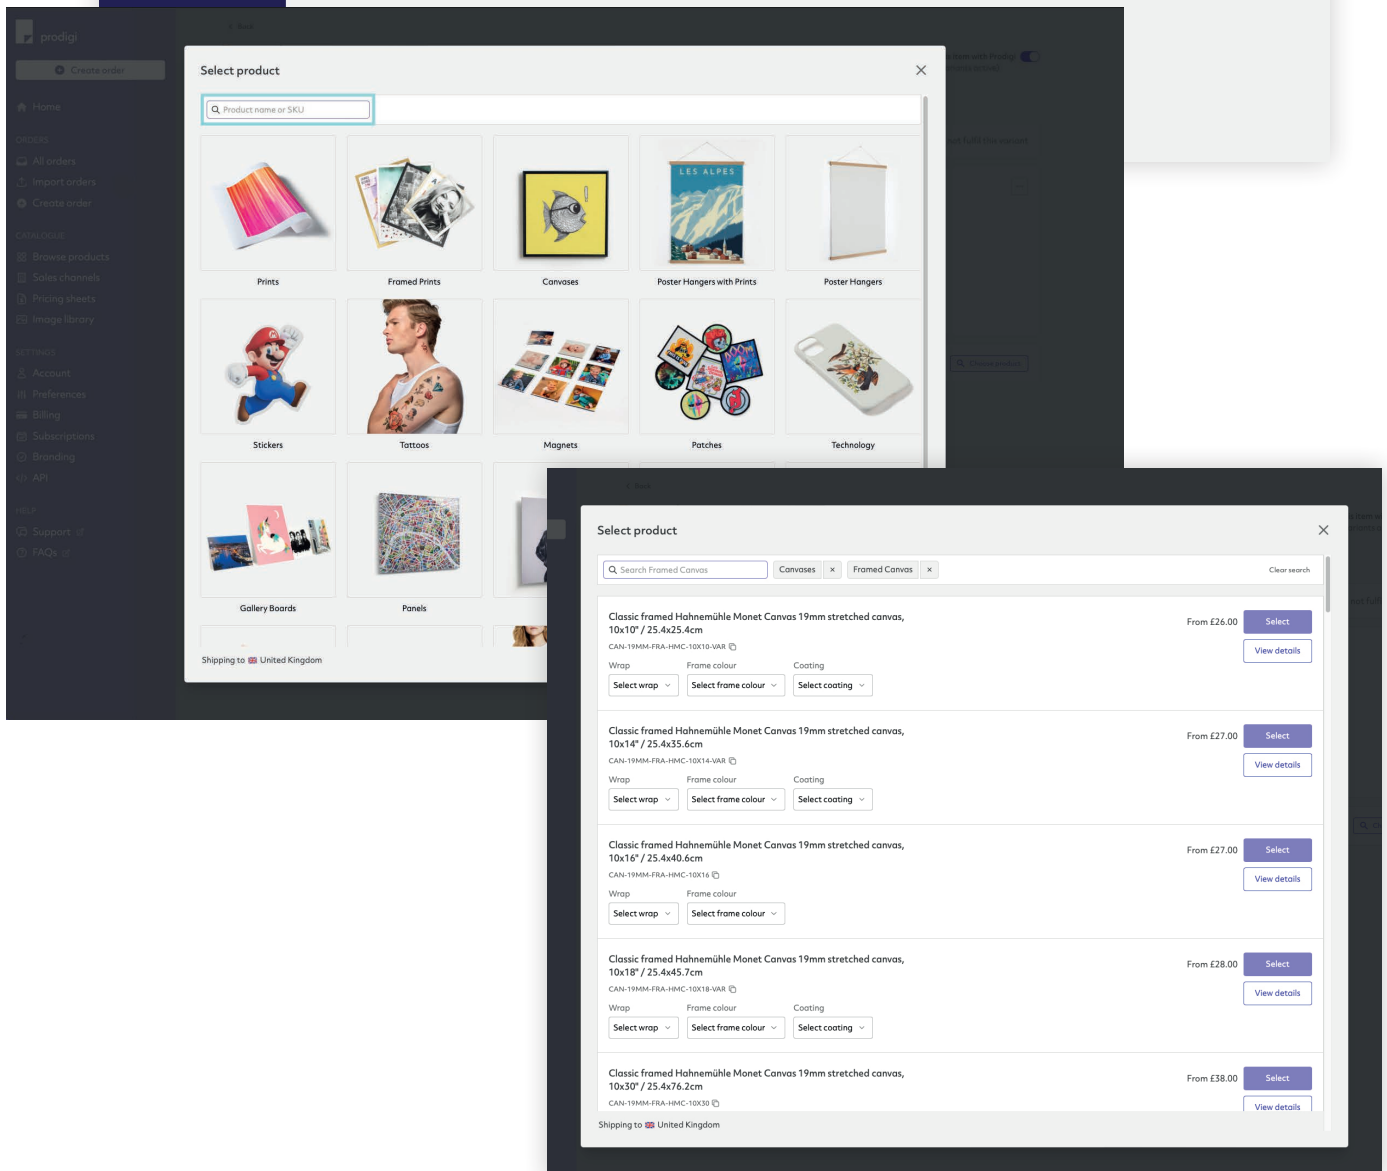 prodigi
Create order
Home
ORDERS
All orders
Import orders
Create order
CATALOGUE
Browse products
Sales channels
Pricing sheets
Image library
SETTINGS
Account
Preferences
Billing
Subscriptions
Branding
API
HELP
Support
FAQs
Select product
Product name or SKU
LES ALPES
Prints
Framed Prints
Canvases
Poster Hangers with Prints
Poster Hangers
Stickers
Tattoos
Magnets
Patches
Technology
Gallery Boards
Panels
Shipping to United Kingdom
Choose product
Select product
Search Framed Canvas
Canvases ×
Framed Canvas ×
Clear search
Classic framed Hahnemühle Monet Canvas 19mm stretched canvas,
10x10" / 25.4x25.4cm
CAN-19MM-FRA-HMC-10X10-VAR
Wrap Frame colour Coating
Select wrap Select frame colour Select coating
From £26.00 Select
View details
Classic framed Hahnemühle Monet Canvas 19mm stretched canvas,
10x14" / 25.4x35.6cm
CAN-19MM-FRA-HMC-10X14-VAR
Wrap Frame colour Coating
Select wrap Select frame colour Select coating
From £27.00 Select
View details
Classic framed Hahnemühle Monet Canvas 19mm stretched canvas,
10x16" / 25.4x40.6cm
CAN-19MM-FRA-HMC-10X16
Wrap Frame colour
Select wrap Select frame colour
From £27.00 Select
View details
Classic framed Hahnemühle Monet Canvas 19mm stretched canvas,
10x18" / 25.4x45.7cm
CAN-19MM-FRA-HMC-10X18-VAR
Wrap Frame colour Coating
Select wrap Select frame colour Select coating
From £28.00 Select
View details
Classic framed Hahnemühle Monet Canvas 19mm stretched canvas,
10x30" / 25.4x76.2cm
CAN-19MM-FRA-HMC-10X30
From £38.00 Select
View details
Shipping to United Kingdom